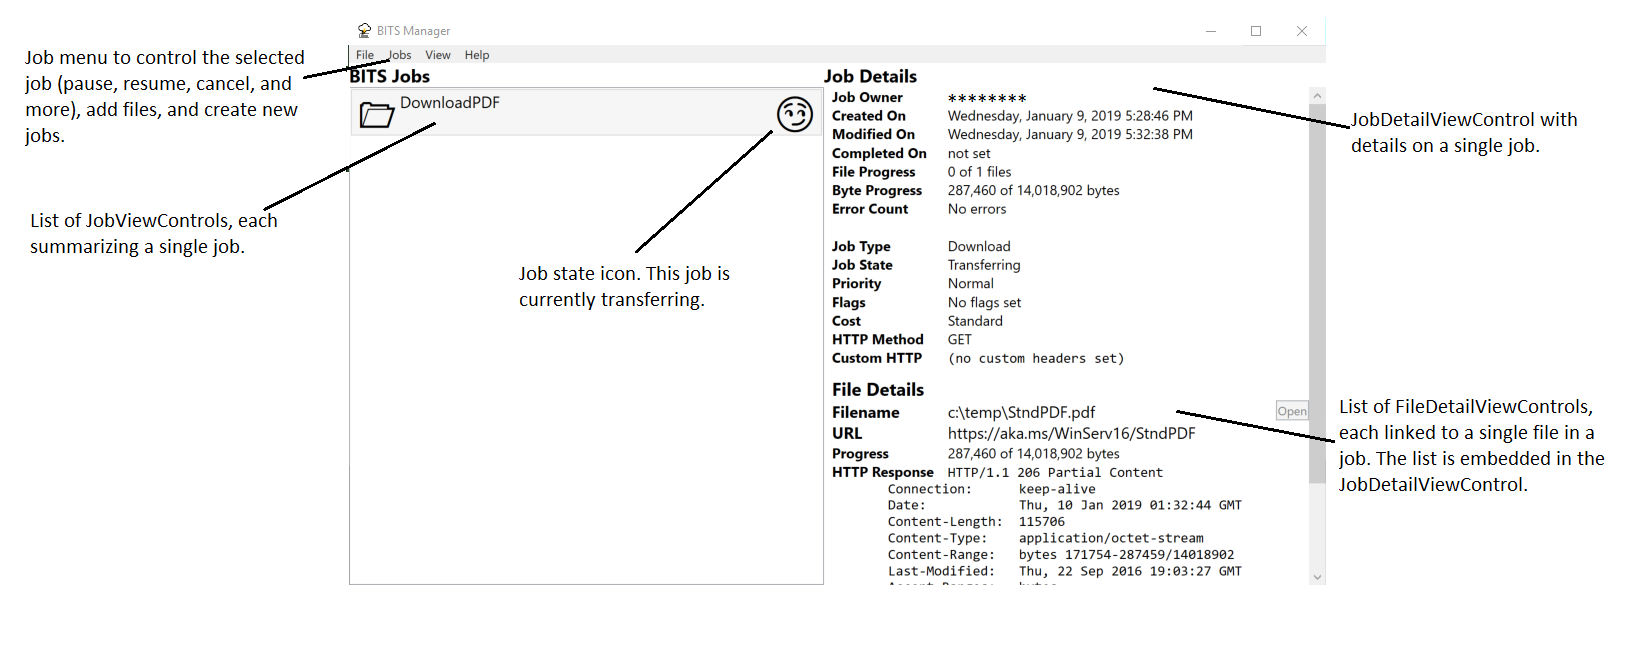 BITS Manager
File Jobs View Help
Job menu to control the selected
job (pause, resume, cancel, and
more), add files, and create new
jobs.
BITS Jobs
DownloadPDF
List of JobViewControls, each
summarizing a single job.
Job state icon. This job is
currently transferring.
Job Details
Job Owner ********
Created On Wednesday, January 9, 2019 5:28:46 PM
Modified On Wednesday, January 9, 2019 5:32:38 PM
Completed On not set
File Progress 0 of 1 files
Byte Progress 287,460 of 14,018,902 bytes
Error Count No errors
Job Type Download
Job State Transferring
Priority Normal
Flags No flags set
Cost Standard
HTTP Method GET
Custom HTTP (no custom headers set)
JobDetailViewControl with
details on a single job.
File Details
Filename c:\temp\StndPDF.pdf Open
URL https://aka.ms/WinServ16/StndPDF
Progress 287,460 of 14,018,902 bytes
HTTP Response HTTP/1.1 206 Partial Content
Connection: keep-alive
Date: Thu, 10 Jan 2019 01:32:44 GMT
Content-Length: 115706
Content-Type: application/octet-stream
Content-Range: bytes 171754-287459/14018902
Last-Modified: Thu, 22 Sep 2016 19:03:27 GMT
List of FileDetailViewControls,
each linked to a single file in a
job. The list is embedded in the
JobDetailViewControl.